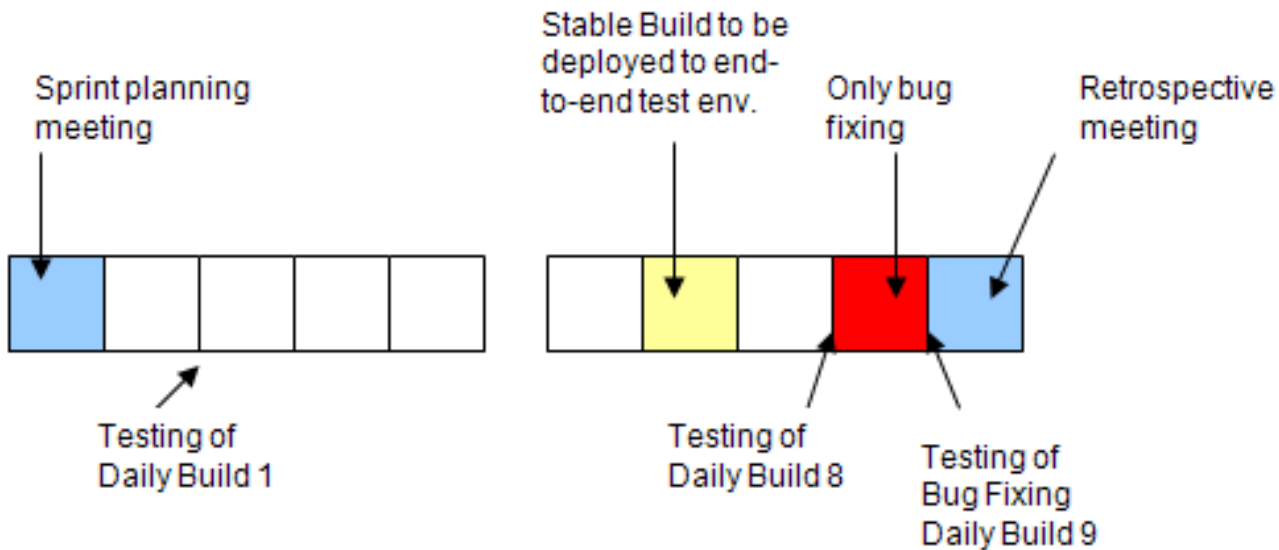 Sprint planning
meeting
Stable Build to be
deployed to end-
to-end test env.
Only bug
fixing
Retrospective
meeting
Testing of
Daily Build 1
Testing of
Daily Build 8
Testing of
Bug Fixing
Daily Build 9